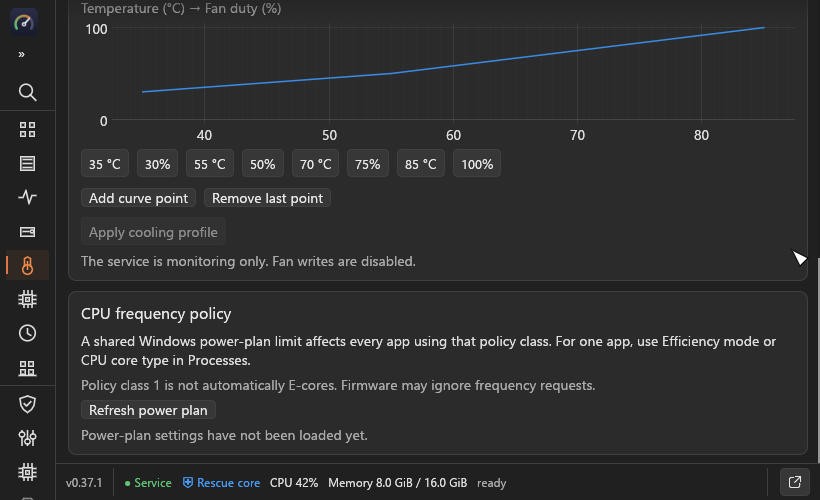 Temperature (°C) → Fan duty (%)
100
0
40 50 60 70 80
35 °C 30% 55 °C 50% 70 °C 75% 85 °C 100%
Add curve point Remove last point
Apply cooling profile
The service is monitoring only. Fan writes are disabled.
CPU frequency policy
A shared Windows power-plan limit affects every app using that policy class. For one app, use Efficiency mode or
CPU core type in Processes.
Policy class 1 is not automatically E-cores. Firmware may ignore frequency requests.
Refresh power plan
Power-plan settings have not been loaded yet.
v0.37.1 Service Rescue core CPU 42% Memory 8.0 GiB / 16.0 GiB ready